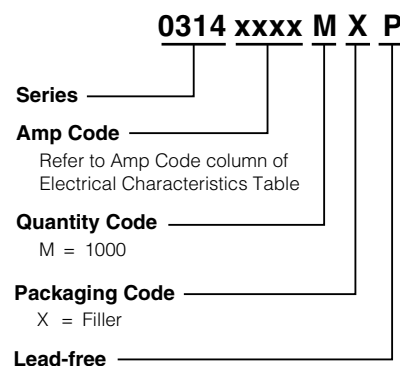 0314 xxxx M X P
Series
Amp Code
Refer to Amp Code column of
Electrical Characteristics Table
Quantity Code
M = 1000
Packaging Code
X = Filler
Lead-free